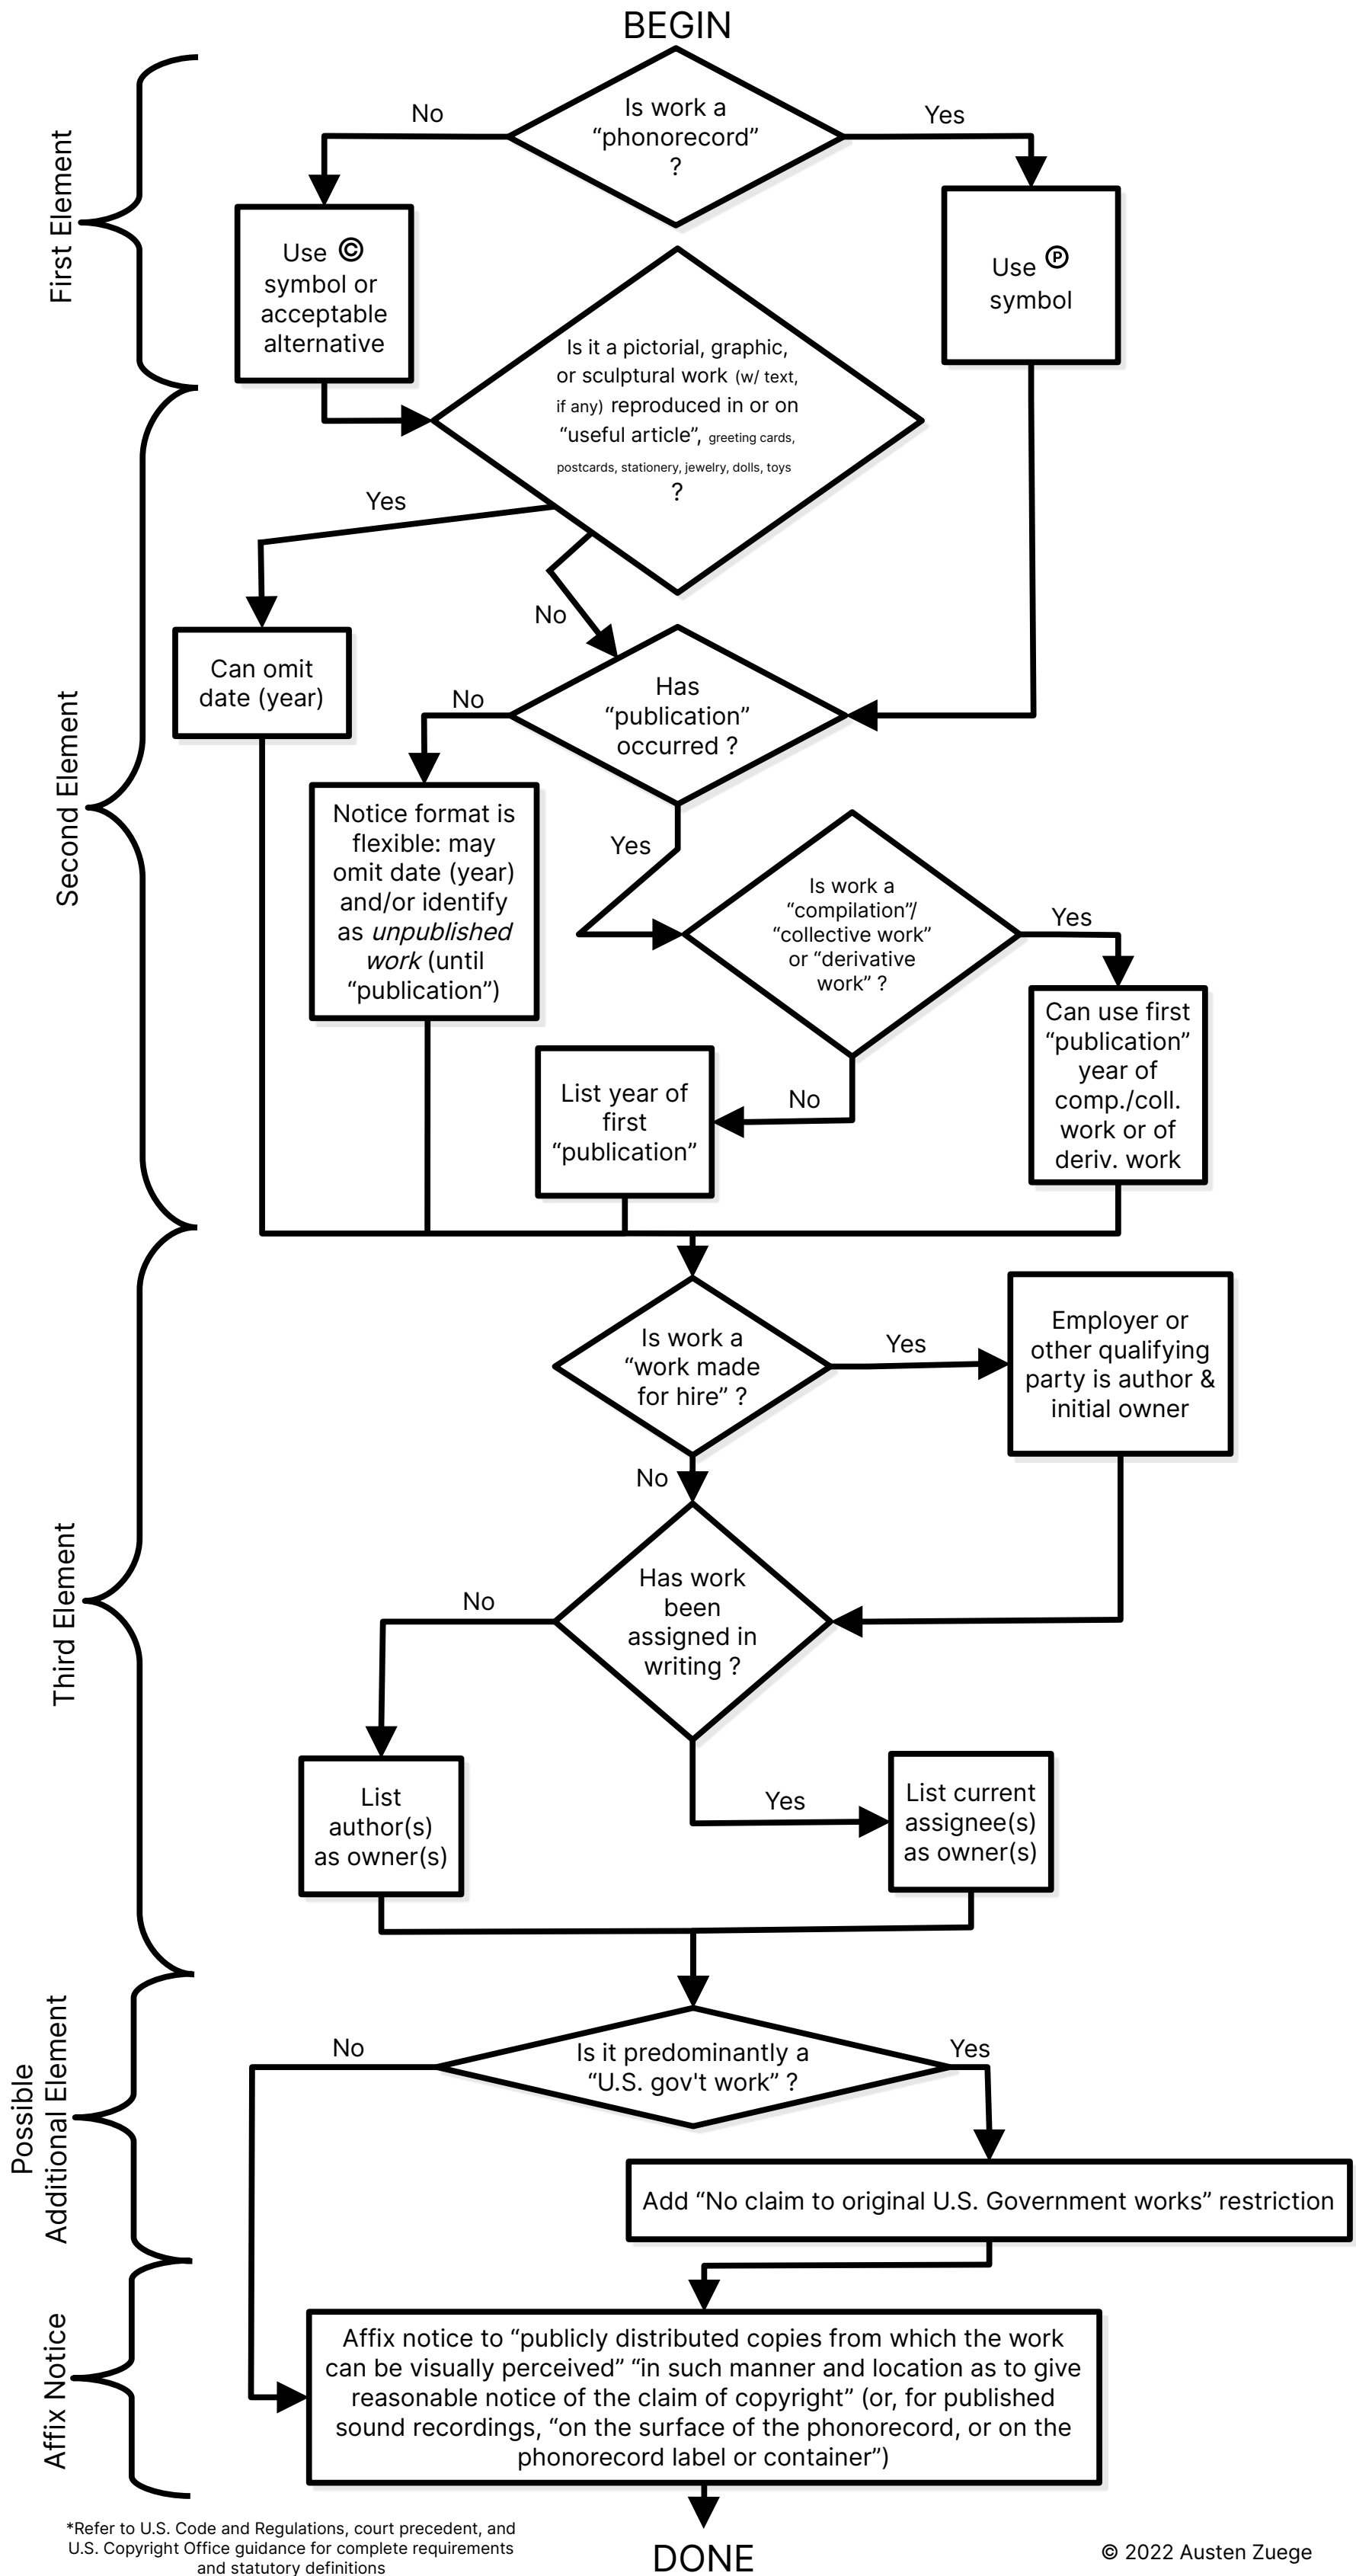 BEGIN
Is work a
“phonorecord”
?
No
Yes
First Element
Use ©
symbol or
acceptable
alternative
Use ℗
symbol
Is it a pictorial, graphic,
or sculptural work (w/ text,
if any) reproduced in or on
“useful article”, greeting cards,
postcards, stationery, jewelry, dolls, toys
?
Yes
No
Second Element
Can omit
date (year)
Has
“publication”
occurred ?
No
Yes
Notice format is
flexible: may
omit date (year)
and/or identify
as unpublished
work (until
“publication”)
Is work a
“compilation”/
“collective work”
or “derivative
work” ?
Yes
No
Can use first
“publication”
year of
comp./coll.
work or of
deriv. work
List year of
first
“publication”
Third Element
Is work a
“work made
for hire” ?
Yes
No
Employer or
other qualifying
party is author &
initial owner
Has work
been
assigned in
writing ?
No
Yes
List
author(s)
as owner(s)
List current
assignee(s)
as owner(s)
Possible
Additional Element
Is it predominantly a
“U.S. gov't work” ?
No
Yes
Add “No claim to original U.S. Government works” restriction
Affix Notice
Affix notice to “publicly distributed copies from which the work
can be visually perceived” “in such manner and location as to give
reasonable notice of the claim of copyright” (or, for published
sound recordings, “on the surface of the phonorecord, or on the
phonorecord label or container”)
DONE
*Refer to U.S. Code and Regulations, court precedent, and
U.S. Copyright Office guidance for complete requirements
and statutory definitions
© 2022 Austen Zuege